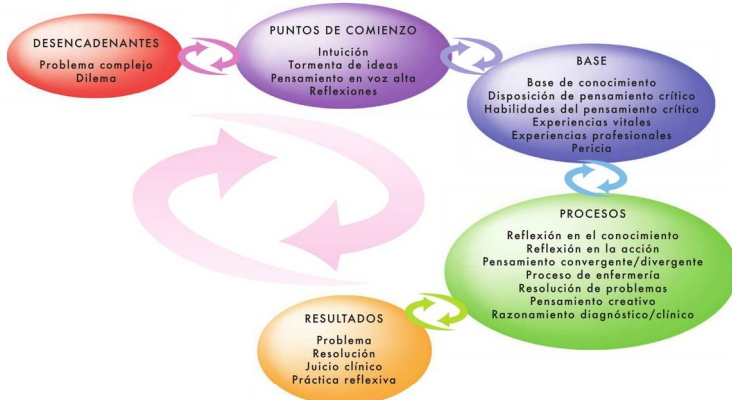 DESENCADENANTES
Problema complejo
Dilema
PUNTOS DE COMIENZO
Intuición
Tormenta de ideas
Pensamiento en voz alta
Reflexiones
BASE
Base de conocimiento
Disposición de pensamiento crítico
Habilidades del pensamiento crítico
Experiencias vitales
Experiencias profesionales
Pericia
PROCESOS
Reflexión en el conocimiento
Reflexión en la acción
Pensamiento convergente/divergente
Proceso de enfermería
Resolución de problemas
Pensamiento creativo
Razonamiento diagnóstico/clínico
RESULTADOS
Problema
Resolución
Juicio clínico
Práctica reflexiva